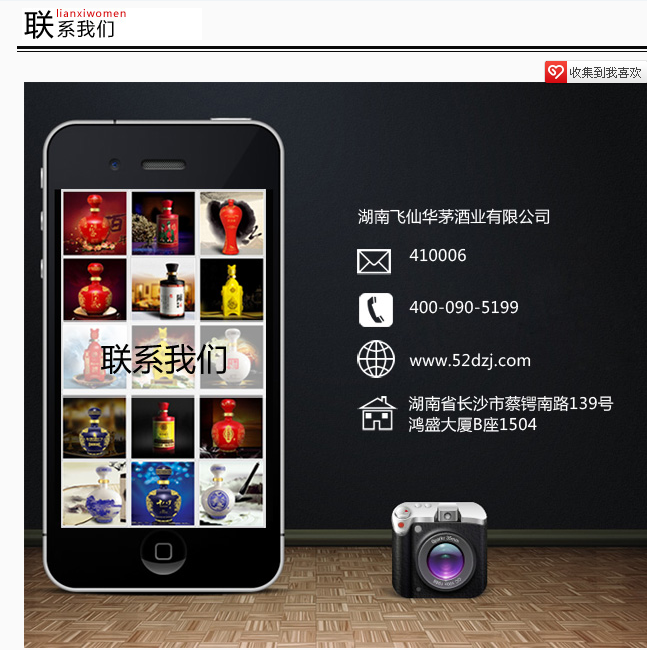 联系我们
lianxiwomen
收集到我喜欢
湖南飞仙华茅酒业有限公司
410006
400-090-5199
www.52dzj.com
湖南省长沙市蔡锷南路139号
鸿盛大厦B座1504
联系我们